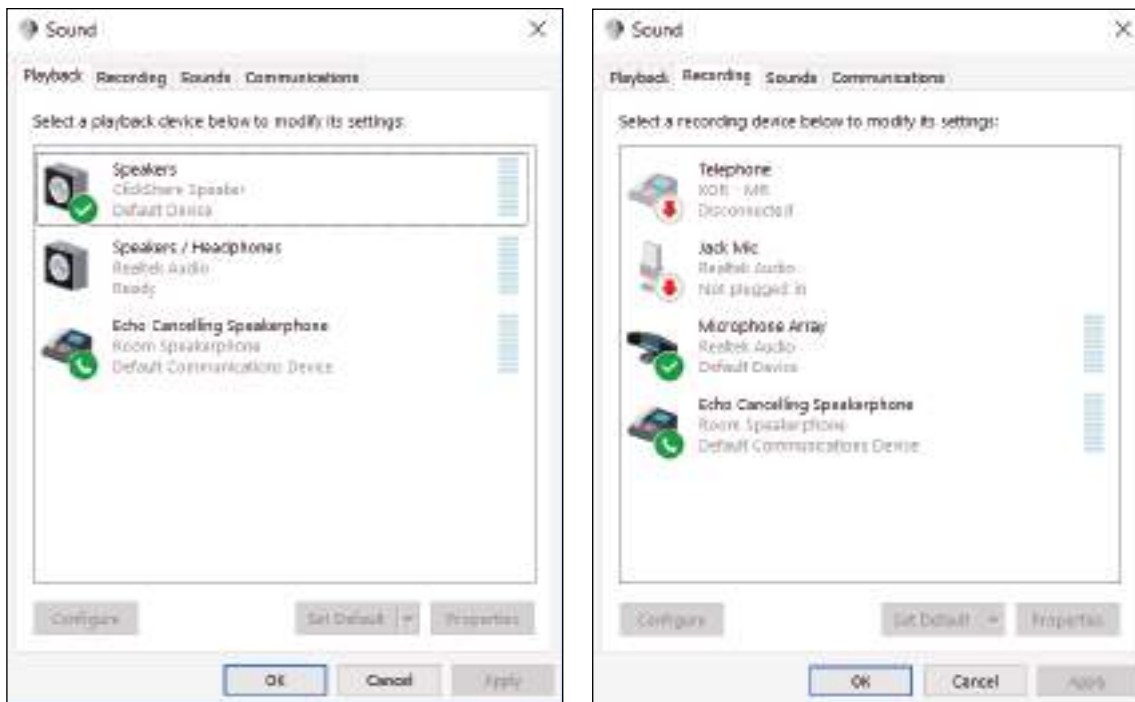 Sound
Playback Recording Sounds Communications
Select a playback device below to modify its settings:
Speakers
ClickShare Speaker
Default Device
Speakers / Headphones
Realtek Audio
Ready
Echo Cancelling Speakerphone
Room Speakerphone
Default Communications Device
Configure Set Default Properties
OK Cancel Apply
Sound
Playback Recording Sounds Communications
Select a recording device below to modify its settings:
Telephone
Disconnected
Jack Mic
Realtek Audio
Not plugged in
Microphone Array
Realtek Audio
Default Device
Echo Cancelling Speakerphone
Room Speakerphone
Default Communications Device
Configure Set Default Properties
OK Cancel Apply